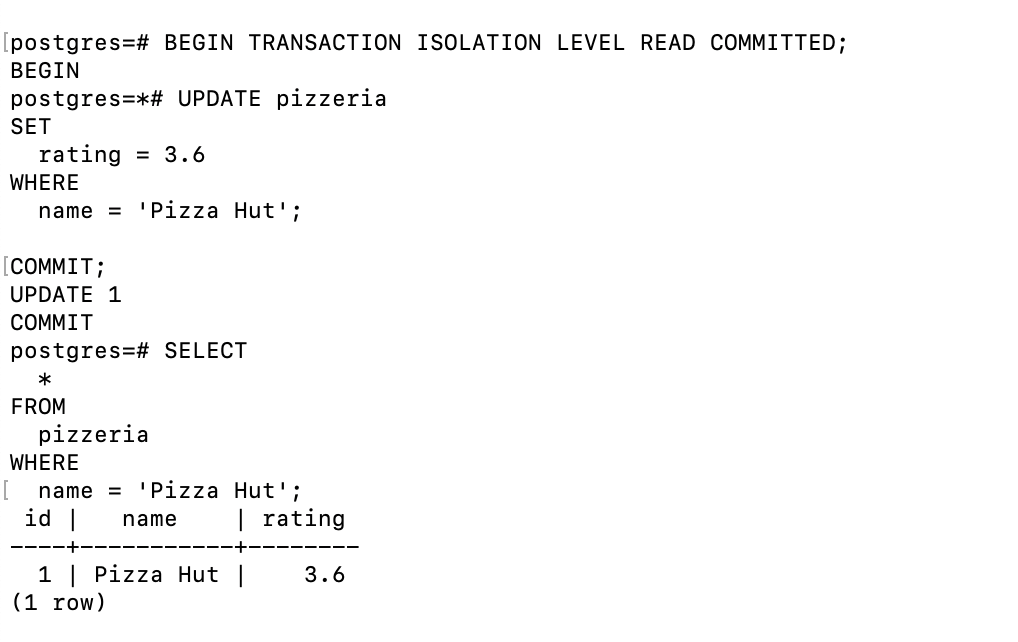 [postgres=# BEGIN TRANSACTION ISOLATION LEVEL READ COMMITTED;
BEGIN
postgres=*# UPDATE pizzeria
SET
  rating = 3.6
WHERE
  name = 'Pizza Hut';

[COMMIT;
UPDATE 1
COMMIT
postgres=# SELECT
  *
FROM
  pizzeria
WHERE
[  name = 'Pizza Hut';
 id |   name    | rating
----+-----------+--------
  1 | Pizza Hut |    3.6
(1 row)